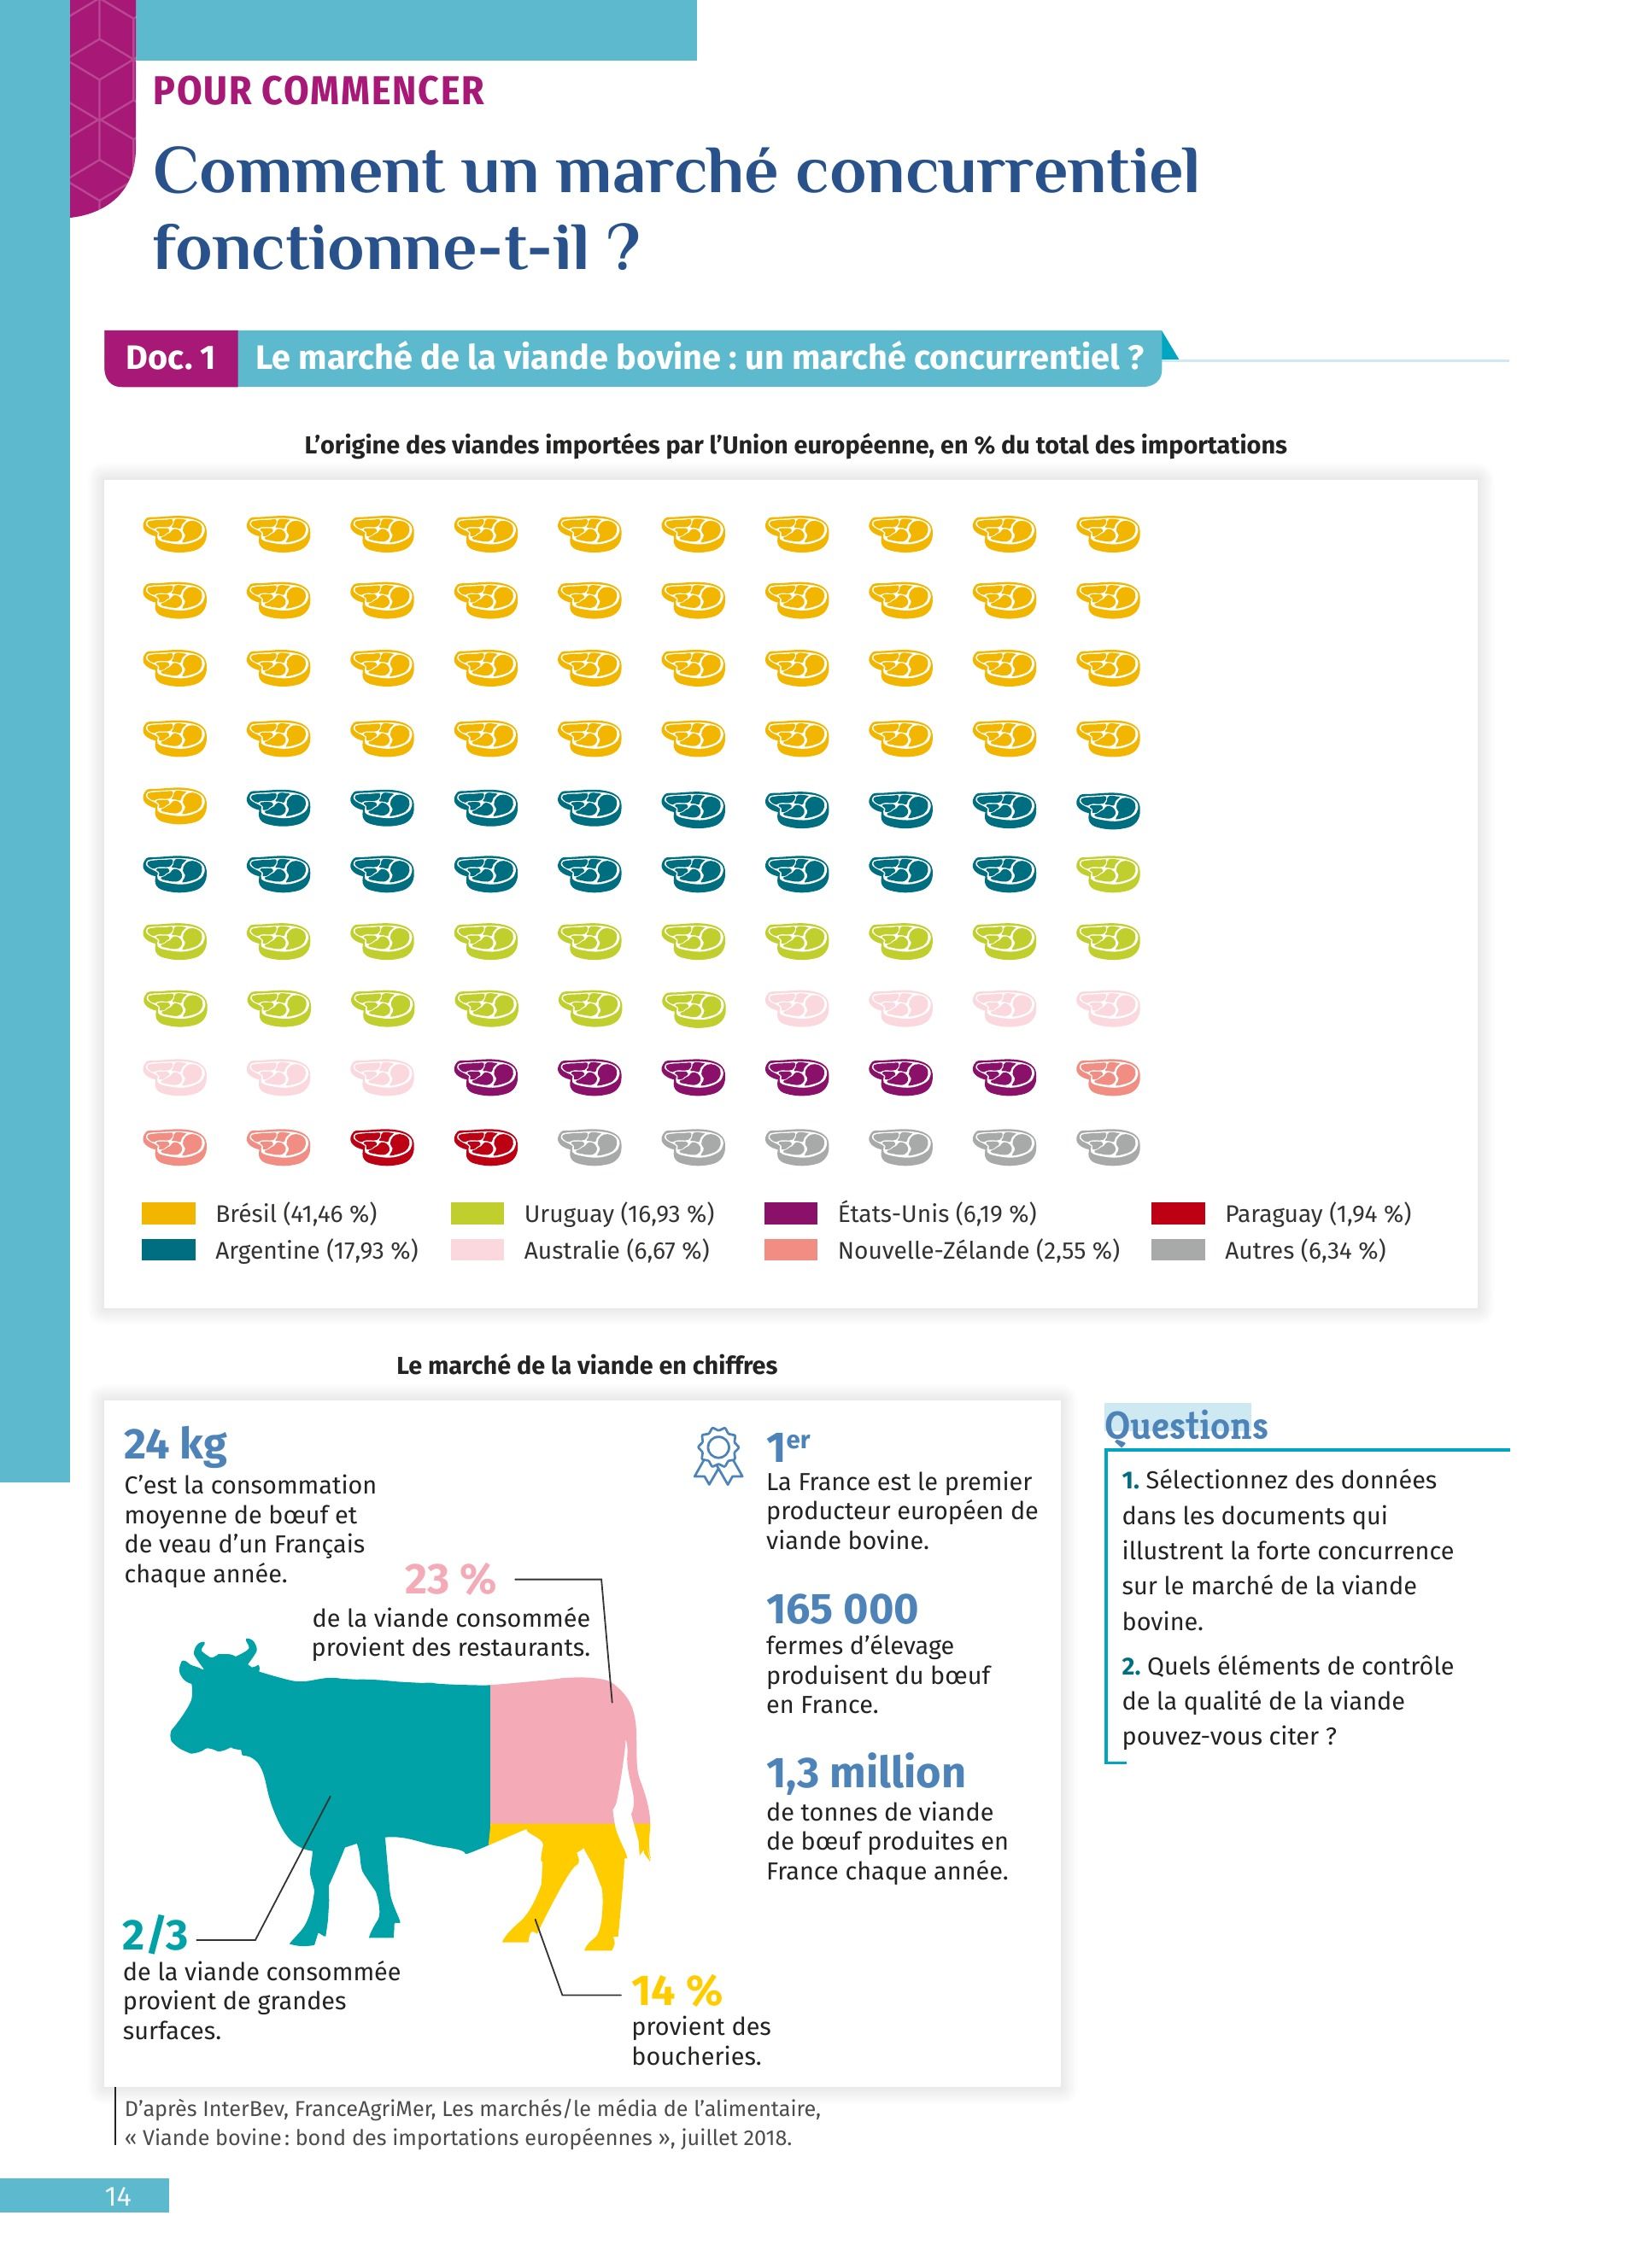 POUR COMMENCER
Comment un marché concurrentiel
fonctionne-t-il ?
Doc. 1 Le marché de la viande bovine : un marché concurrentiel ?
L’origine des viandes importées par l’Union européenne, en % du total des importations
Brésil (41,46 %) Uruguay (16,93 %) États-Unis (6,19 %) Paraguay (1,94 %)
Argentine (17,93 %) Australie (6,67 %) Nouvelle-Zélande (2,55 %) Autres (6,34 %)
Le marché de la viande en chiffres
24 kg
C’est la consommation
moyenne de bœuf et
de veau d’un Français
chaque année.
23 %
de la viande consommée
provient des restaurants.
2/3
de la viande consommée
provient de grandes
surfaces.
14 %
provient des
boucheries.
1er
La France est le premier
producteur européen de
viande bovine.
165 000
fermes d’élevage
produisent du bœuf
en France.
1,3 million
de tonnes de viande
de bœuf produites en
France chaque année.
D’après InterBev, FranceAgriMer, Les marchés/le média de l’alimentaire,
« Viande bovine : bond des importations européennes », juillet 2018.
Questions
1. Sélectionnez des données
dans les documents qui
illustrent la forte concurrence
sur le marché de la viande
bovine.
2. Quels éléments de contrôle
de la qualité de la viande
pouvez-vous citer ?
14